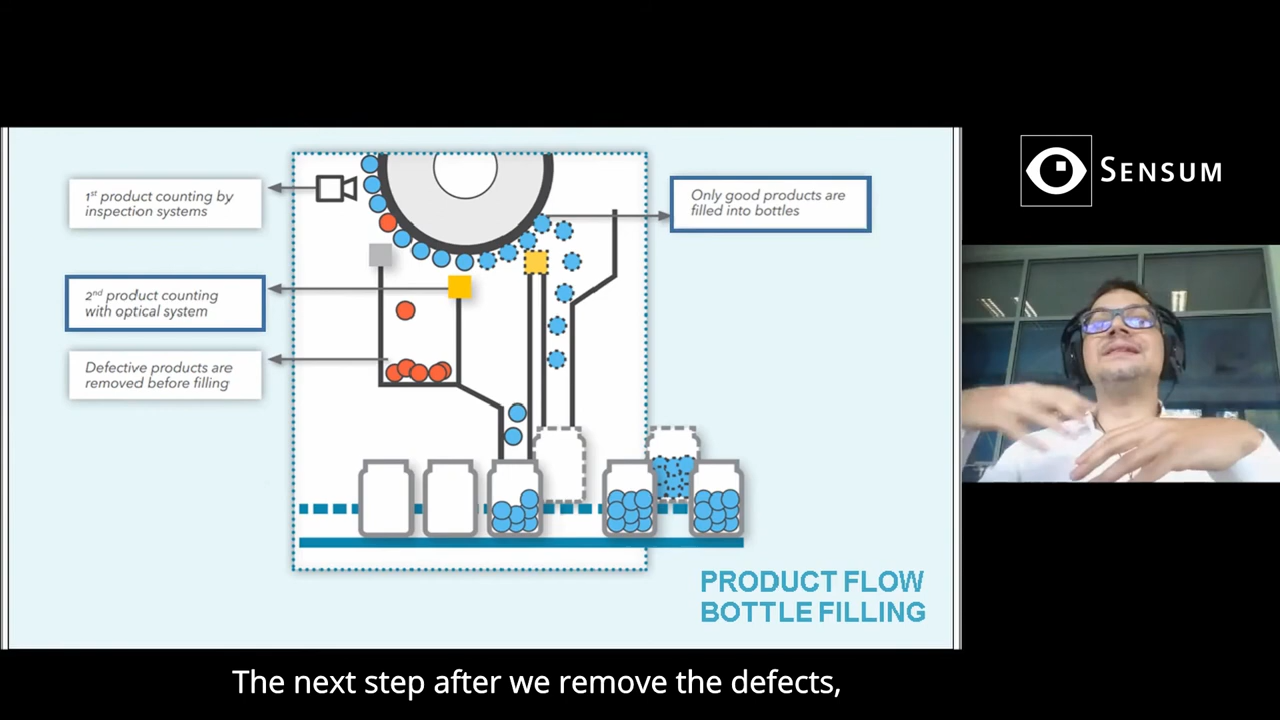 1st product counting by
inspection systems
2nd product counting
with optical system
Defective products are
removed before filling
Only good products are
filled into bottles
PRODUCT FLOW
BOTTLE FILLING
SENSUM
The next step after we remove the defects,